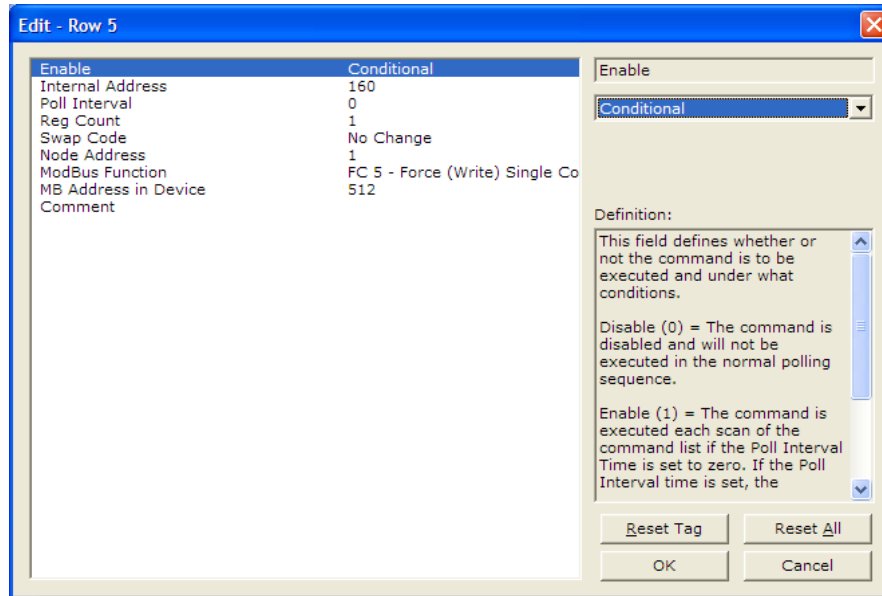 Edit - Row 5
Enable Conditional
Internal Address 160
Poll Interval 0
Reg Count 1
Swap Code No Change
Node Address 1
ModBus Function FC 5 - Force (Write) Single Co
MB Address in Device 512
Comment
Enable
Conditional
Definition:
This field defines whether or
not the command is to be
executed and under what
conditions.
Disable (0) = The command is
disabled and will not be
executed in the normal polling
sequence.
Enable (1) = The command is
executed each scan of the
command list if the Poll Interval
Time is set to zero. If the Poll
Interval time is set, the
Reset Tag Reset All
OK Cancel